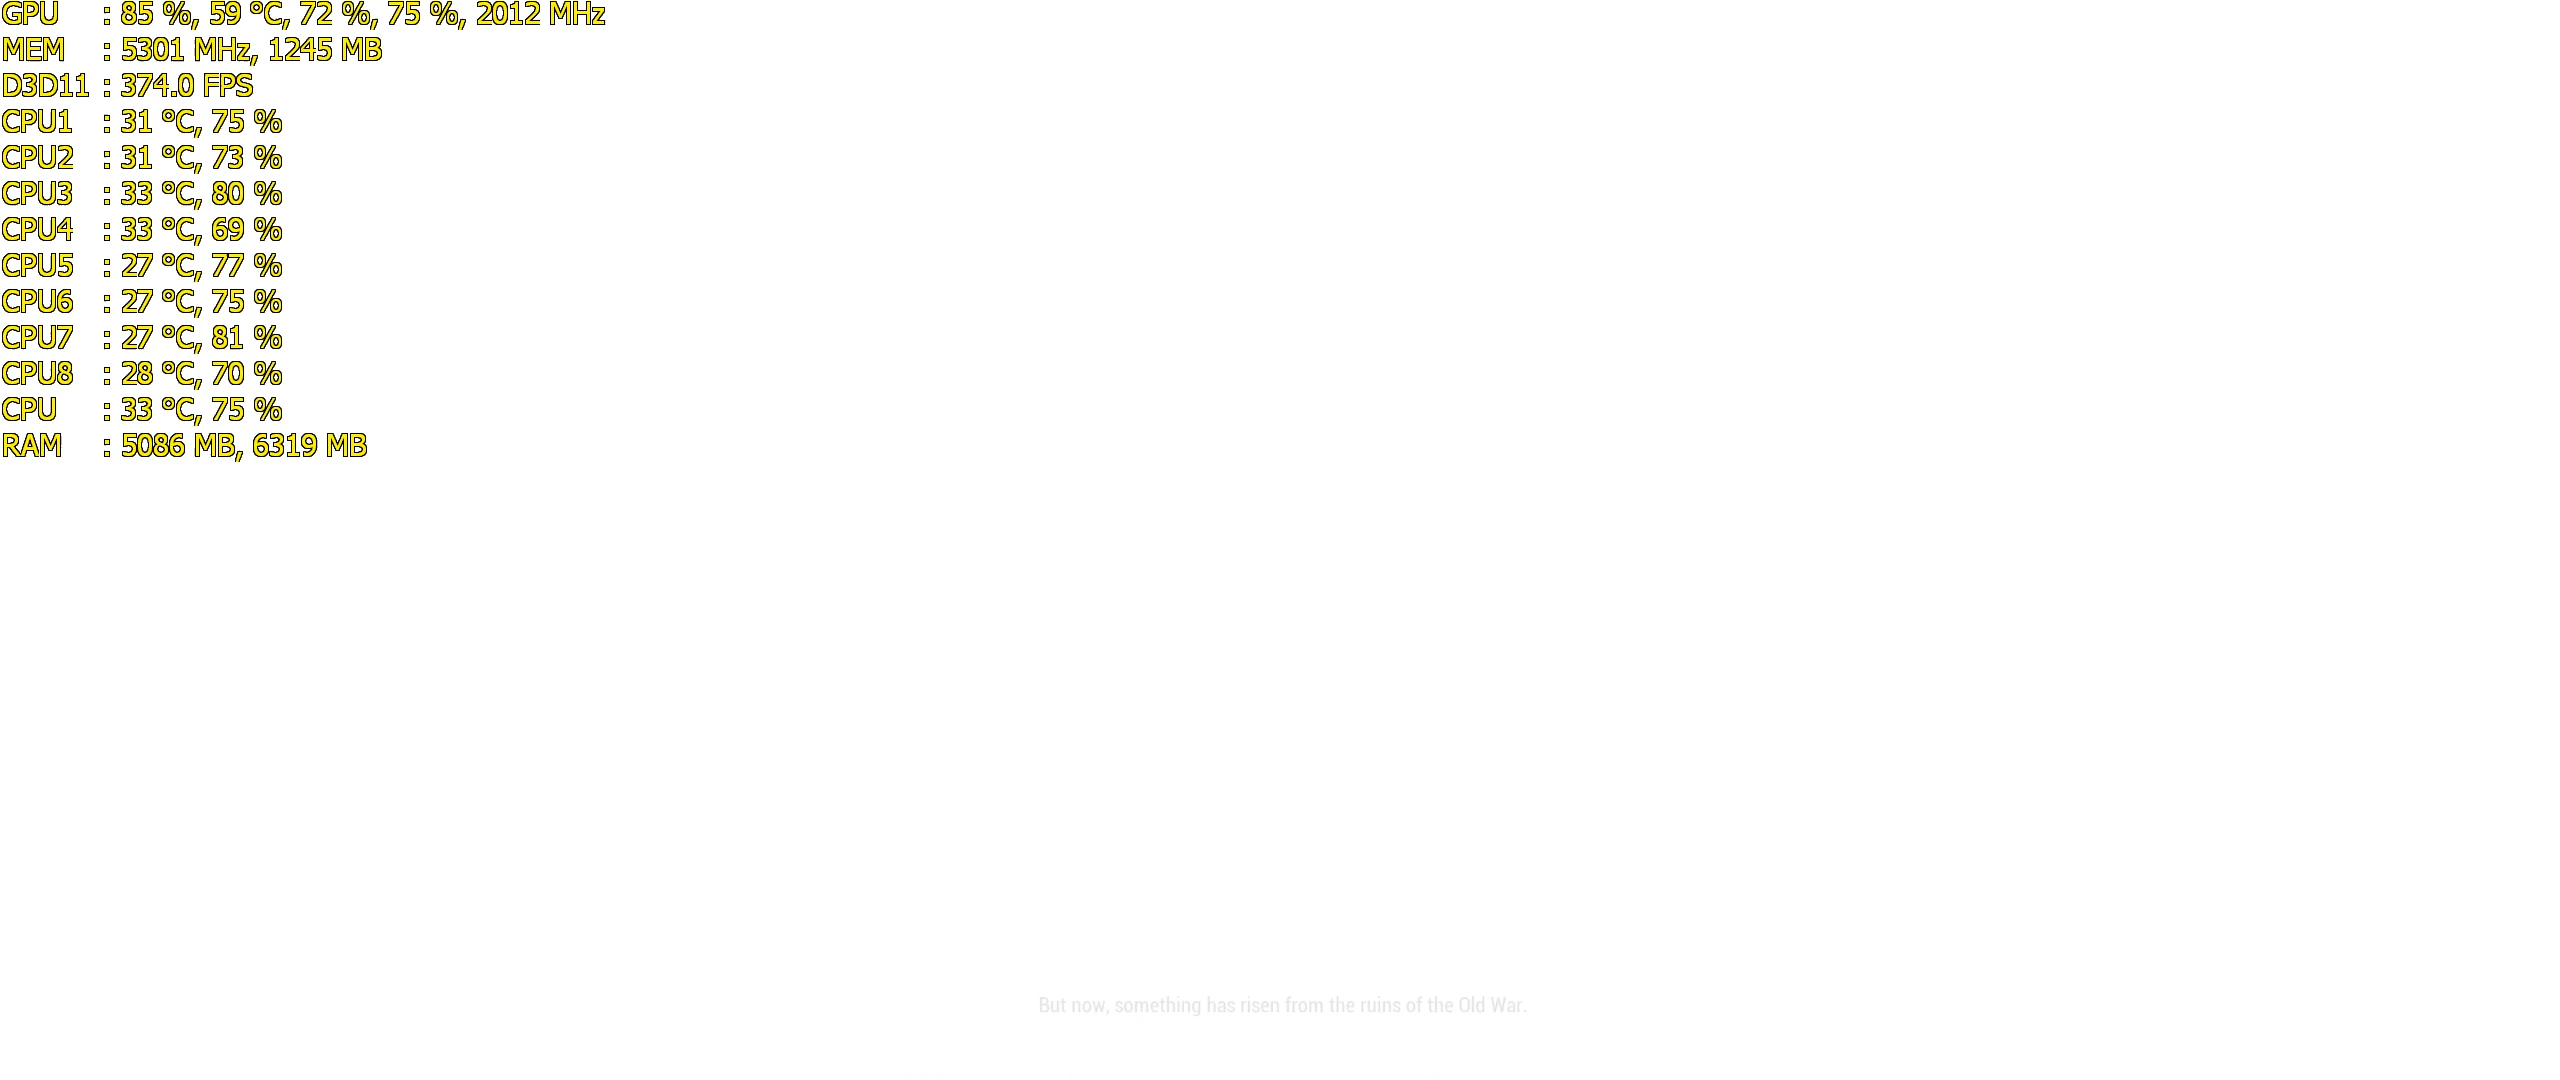 GPU : 85 %, 59 °C, 72 %, 75 %, 2012 MHz
MEM : 5301 MHz, 1245 MB
D3D11 : 374.0 FPS
CPU1 : 31 °C, 75 %
CPU2 : 31 °C, 73 %
CPU3 : 33 °C, 80 %
CPU4 : 33 °C, 69 %
CPU5 : 27 °C, 77 %
CPU6 : 27 °C, 75 %
CPU7 : 27 °C, 81 %
CPU8 : 28 °C, 70 %
CPU : 33 °C, 75 %
RAM : 5086 MB, 6319 MB
But now, something has risen from the ruins of the Old War.